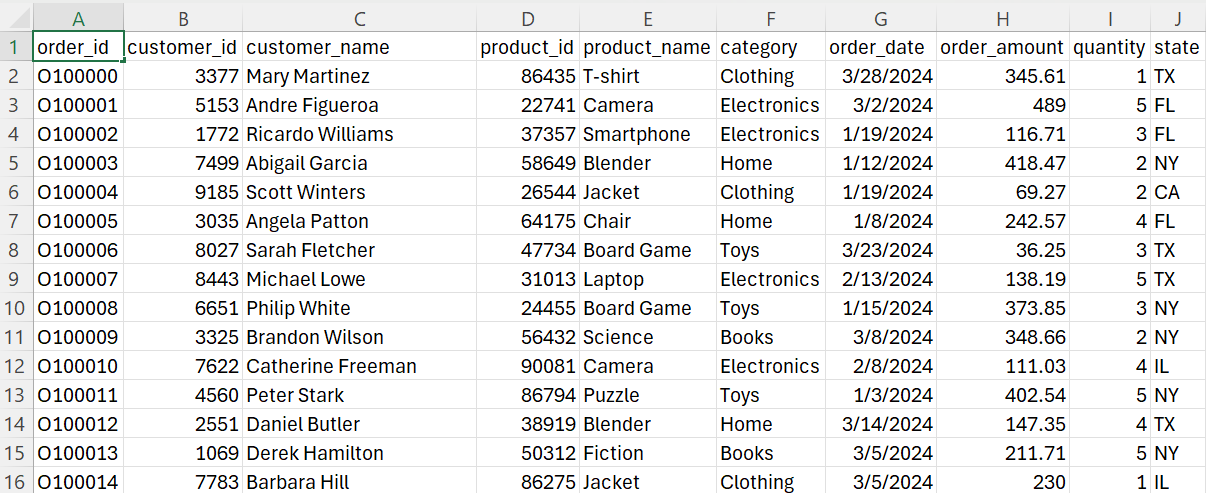 A B C D E F G H I J
1 order_id customer_id customer_name product_id product_name category order_date order_amount quantity state
2 O100000 3377 Mary Martinez 86435 T-shirt Clothing 3/28/2024 345.61 1 TX
3 O100001 5153 Andre Figueroa 22741 Camera Electronics 3/2/2024 489 5 FL
4 O100002 1772 Ricardo Williams 37357 Smartphone Electronics 1/19/2024 116.71 3 FL
5 O100003 7499 Abigail Garcia 58649 Blender Home 1/12/2024 418.47 2 NY
6 O100004 9185 Scott Winters 26544 Jacket Clothing 1/19/2024 69.27 2 CA
7 O100005 3035 Angela Patton 64175 Chair Home 1/8/2024 242.57 4 FL
8 O100006 8027 Sarah Fletcher 47734 Board Game Toys 3/23/2024 36.25 3 TX
9 O100007 8443 Michael Lowe 31013 Laptop Electronics 2/13/2024 138.19 5 TX
10 O100008 6651 Philip White 24455 Board Game Toys 1/15/2024 373.85 3 NY
11 O100009 3325 Brandon Wilson 56432 Science Books 3/8/2024 348.66 2 NY
12 O100010 7622 Catherine Freeman 90081 Camera Electronics 2/8/2024 111.03 4 IL
13 O100011 4560 Peter Stark 86794 Puzzle Toys 1/3/2024 402.54 5 NY
14 O100012 2551 Daniel Butler 38919 Blender Home 3/14/2024 147.35 4 TX
15 O100013 1069 Derek Hamilton 50312 Fiction Books 3/5/2024 211.71 5 NY
16 O100014 7783 Barbara Hill 86275 Jacket Clothing 3/5/2024 230 1 IL